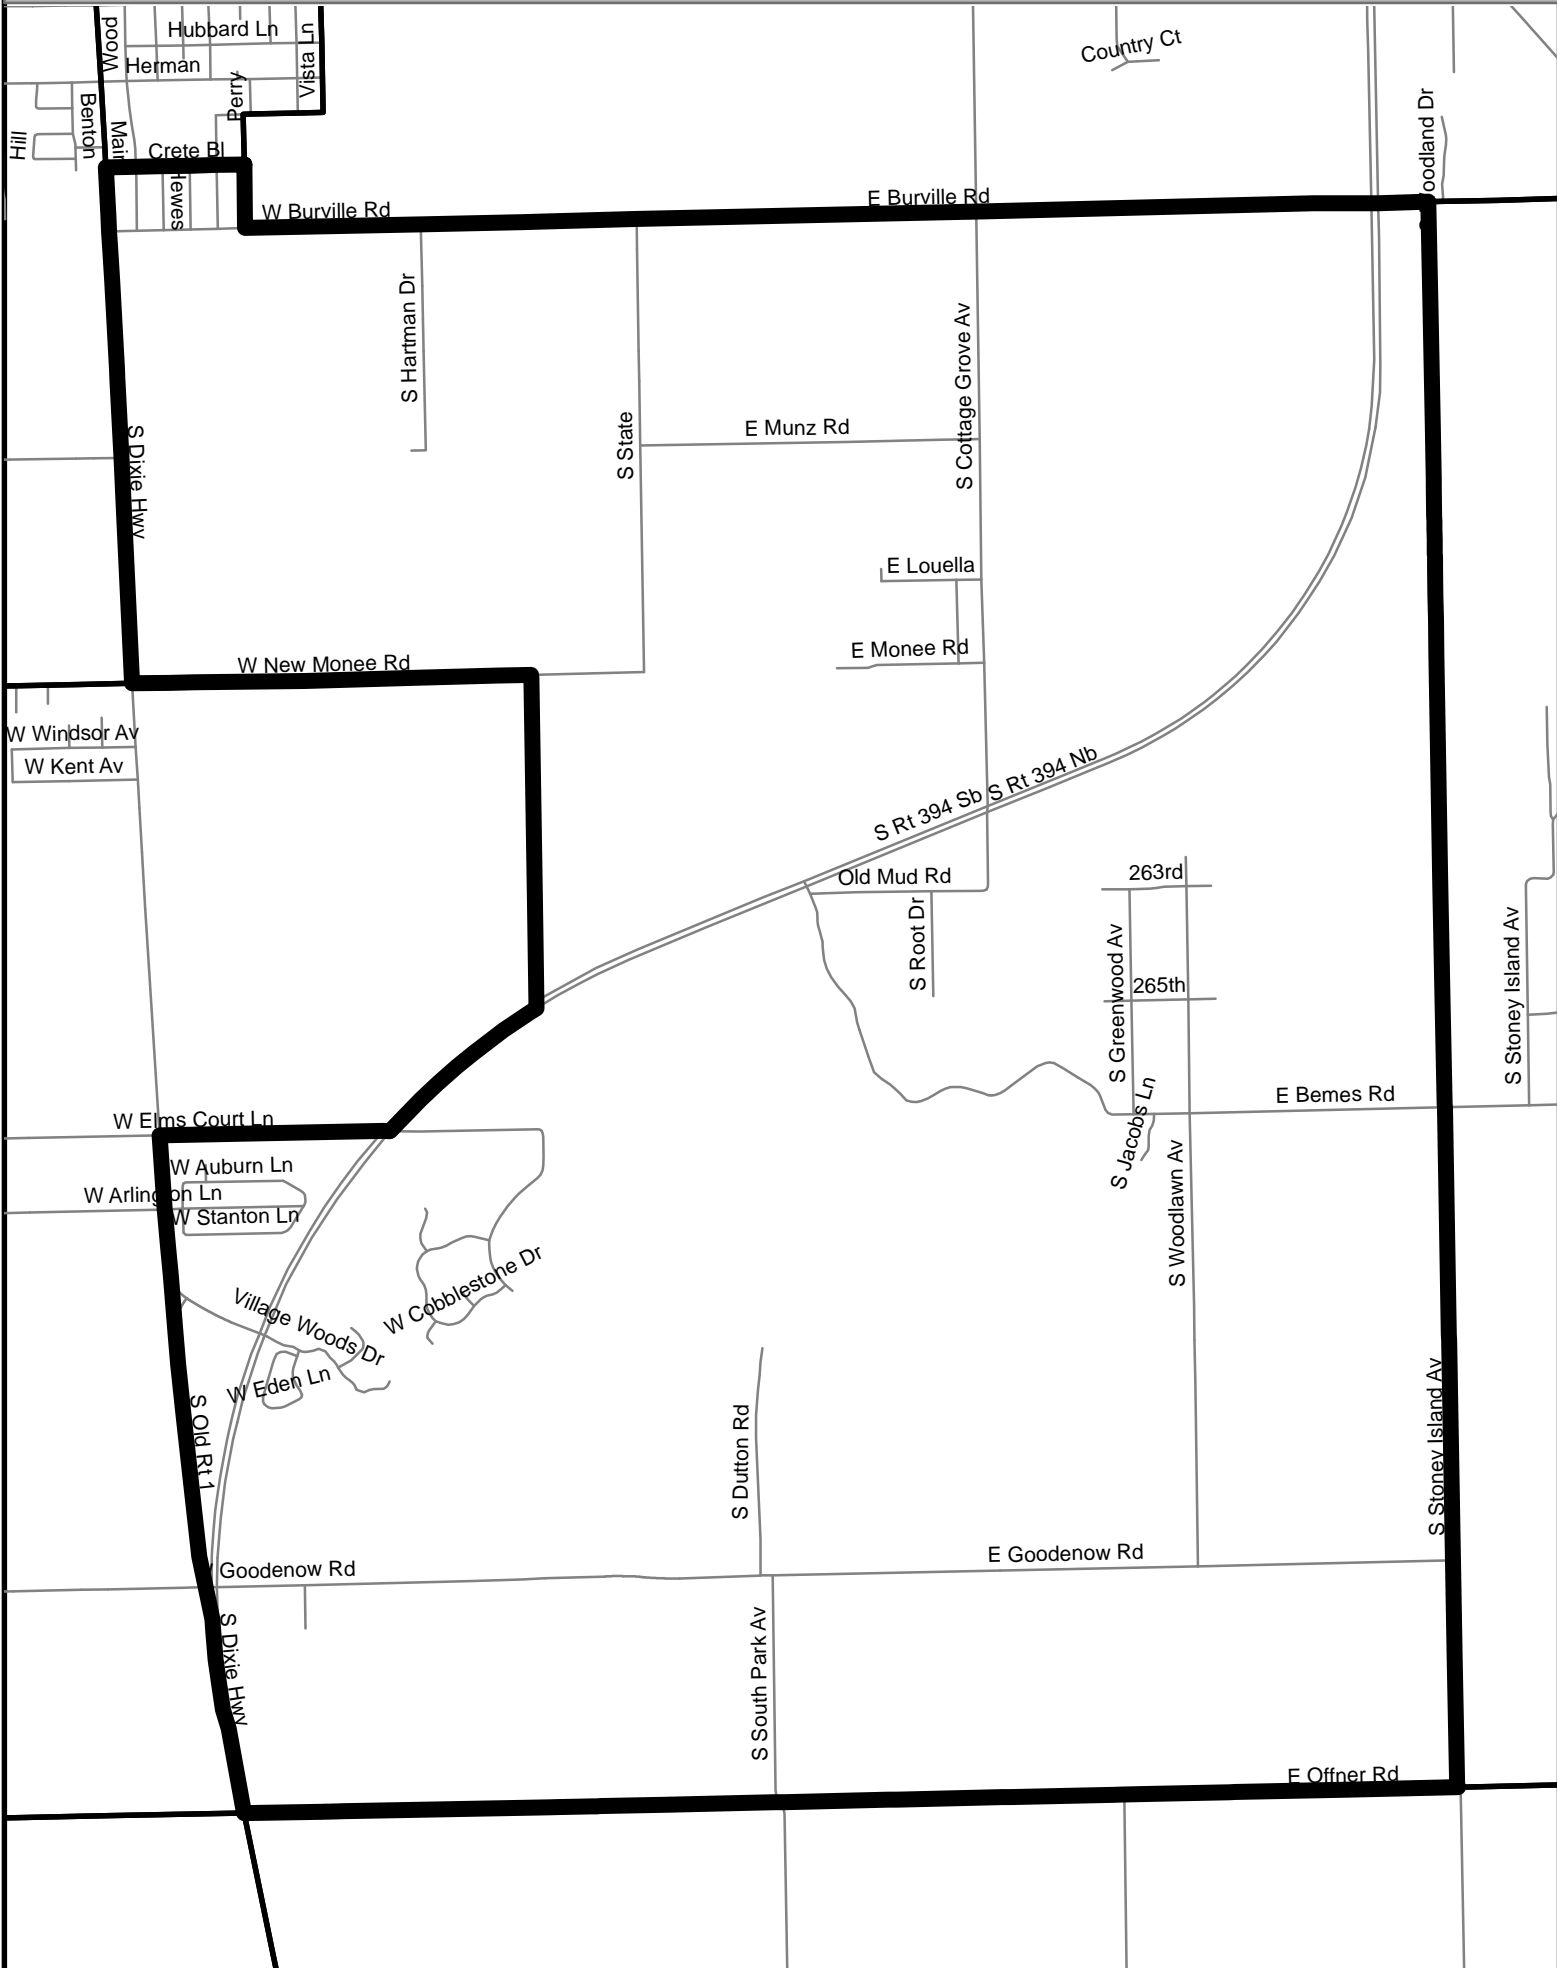 Wood
Hubbard Ln
Vista Ln
Country Ct
Herman
Perry
Benton
Main
Hill
Crete Bl
Hewes
W Burville Rd
E Burville Rd
S Hartman Dr
S State
S Cottage Grove Av
E Munz Rd
S Dixie Hwy
E Louella
E Monee Rd
W New Monee Rd
W Windsor Av
W Kent Av
S Rt 394 Sb
S Rt 394 Nb
Old Mud Rd
263rd
S Root Dr
S Greenwood Av
265th
S Stoney Island Av
E Bemes Rd
S Jacobs Ln
W Elms Court Ln
W Auburn Ln
W Arlington Ln
W Stanton Ln
S Woodlawn Av
W Cobblestone Dr
Village Woods Dr
W Eden Ln
S Old Rt 1
S Dutton Rd
S Stoney Island Av
Goodenow Rd
E Goodenow Rd
S Dixie Hwy
S South Park Av
E Offner Rd